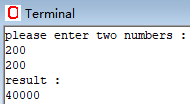 Terminal
please enter two numbers :
200
200
result :
40000